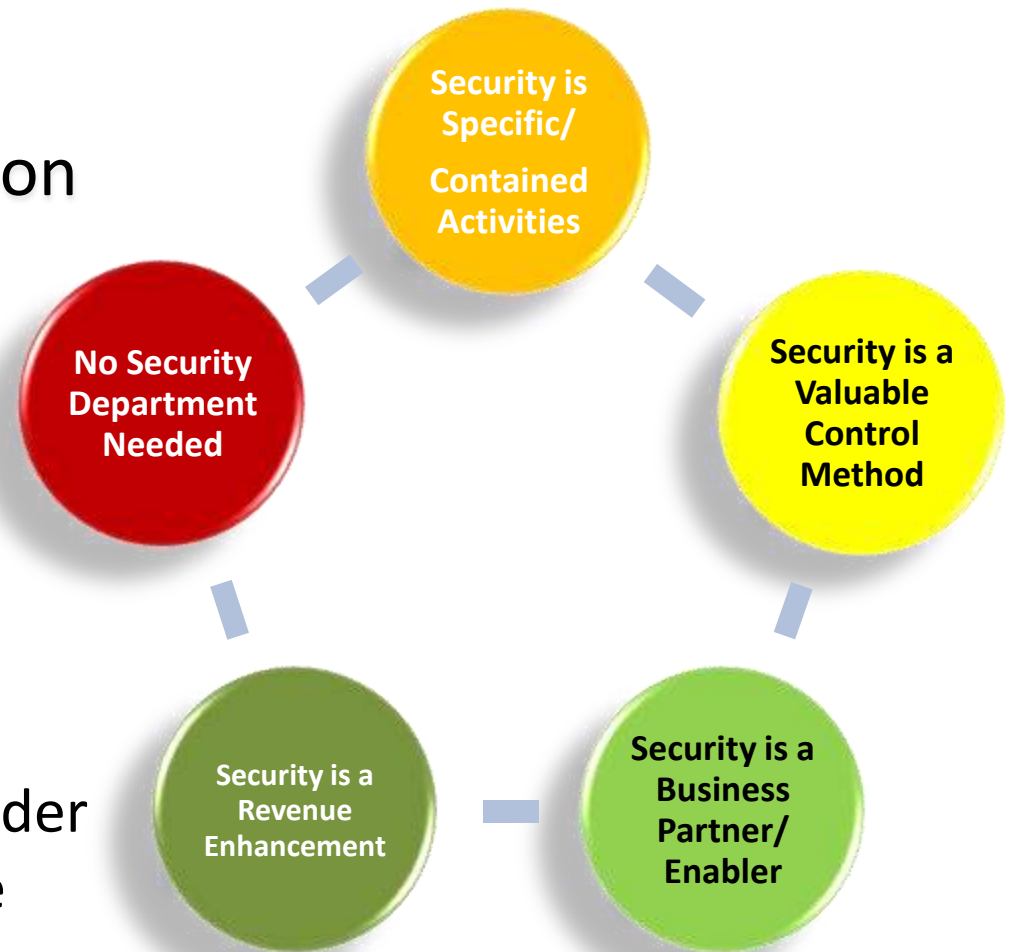 on
Security is
Specific/
Contained
Activities
No Security
Department
Needed
Security is a
Valuable
Control
Method
Security is a
Revenue
Enhancement
Security is a
Business
Partner/
Enabler
der
e